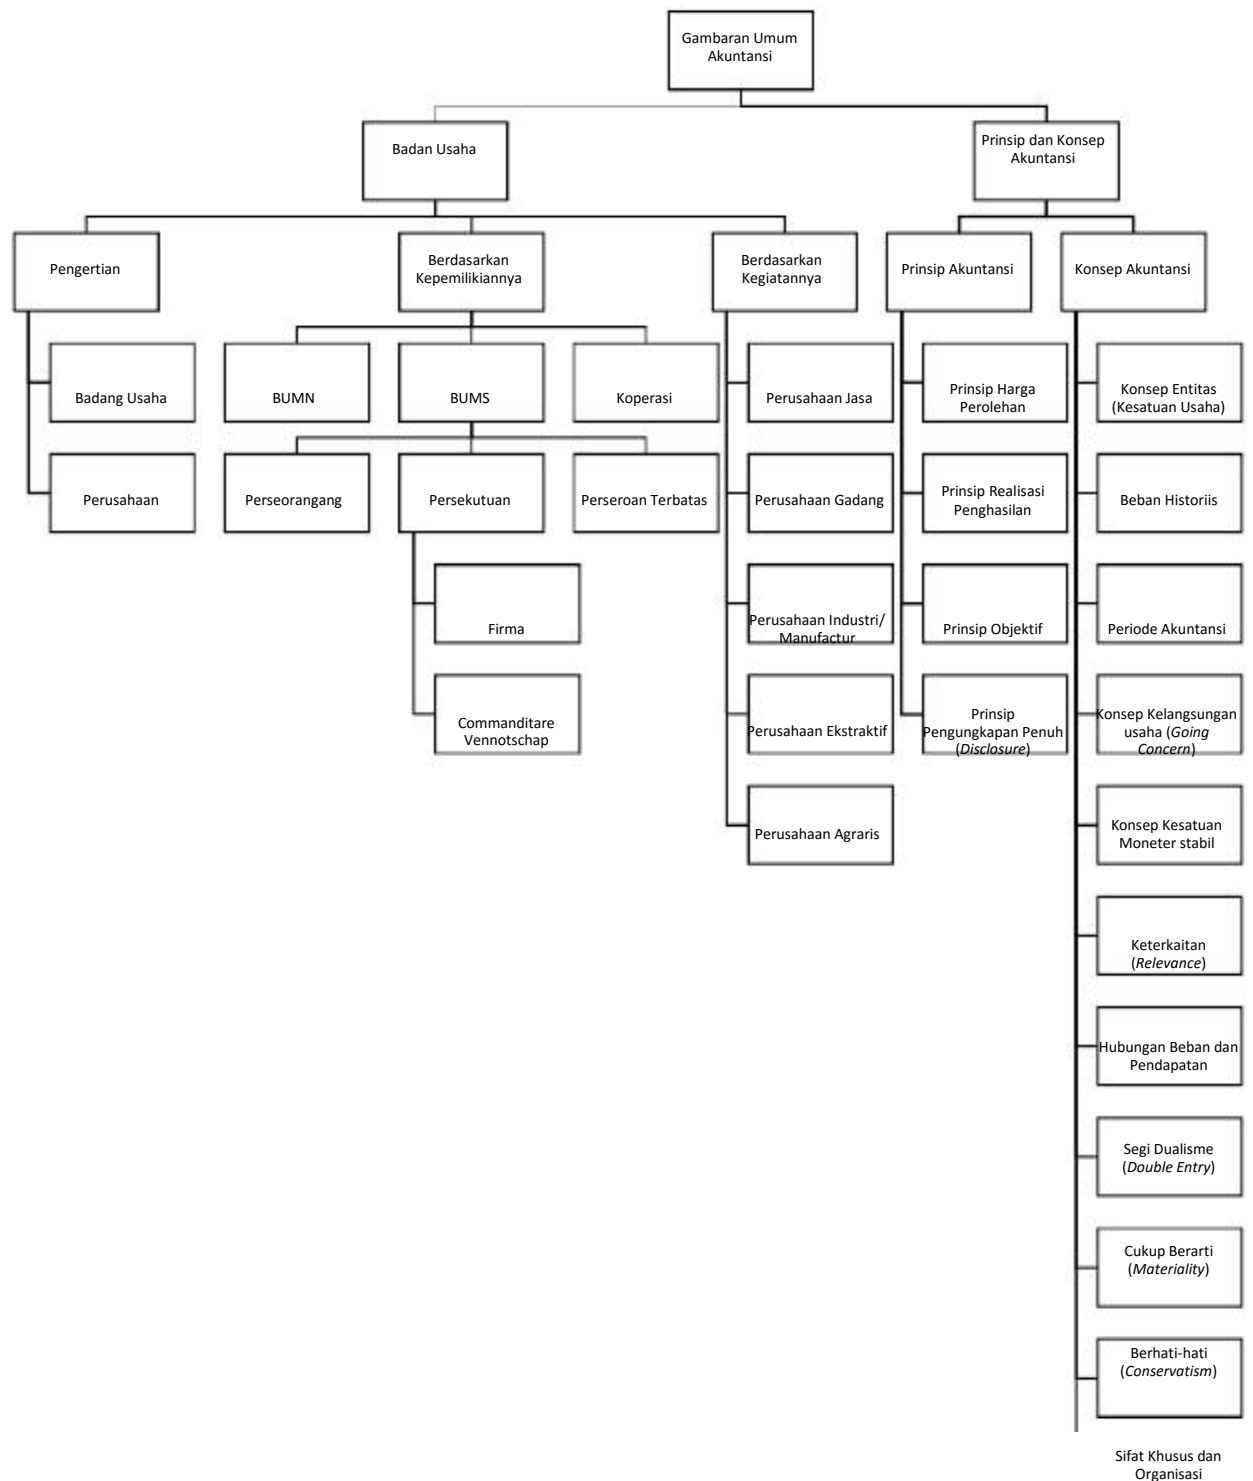 Gambaran Umum
Akuntansi
Badan Usaha
Prinsip dan Konsep
Akuntansi
Pengertian
Berdasarkan
Kepemilikiannya
Berdasarkan
Kegiatannya
Prinsip Akuntansi
Konsep Akuntansi
Badang Usaha
BUMN
BUMS
Koperasi
Perusahaan Jasa
Prinsip Harga
Perolehan
Konsep Entitas
(Kesatuan Usaha)
Perusahaan
Perseorangang
Persekutuan
Perseroan Terbatas
Perusahaan Gadang
Prinsip Realisasi
Penghasilan
Beban Historiis
Firma
Perusahaan Industri/
Manufactur
Prinsip Objektif
Periode Akuntansi
Commanditare
Vennotschap
Perusahaan Ekstraktif
Prinsip
Pengungkapan Penuh
(Disclosure)
Konsep Kelangsungan
usaha (Going
Concern)
Perusahaan Agraris
Konsep Kesatuan
Moneter stabil
Keterkaitan
(Relevance)
Hubungan Beban dan
Pendapatan
Segi Dualisme
(Double Entry)
Cukup Berarti
(Materiality)
Berhati-hati
(Conservatism)
Sifat Khusus dan
Organisasi